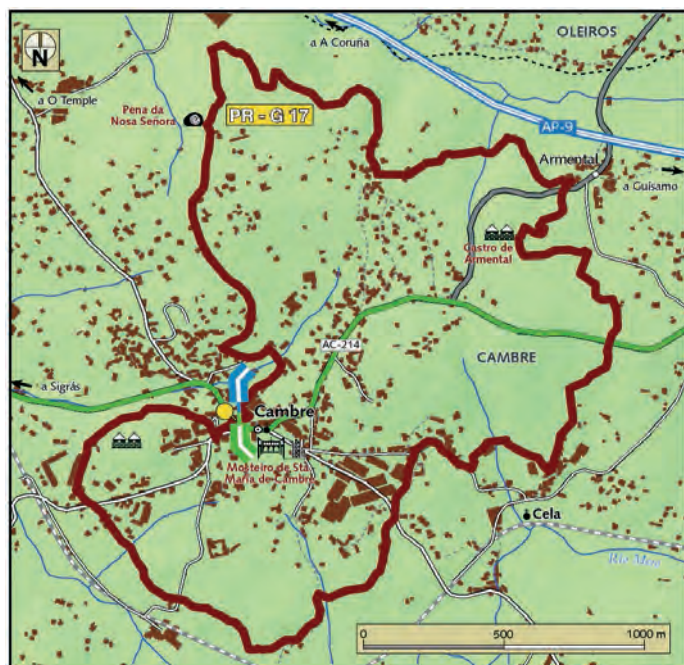 N
a A Coruña
OLEIROS
a O Temple
Pena da
Nosa Señora
PR - G 17
AP-9
Armental
a Guísamo
Castro de
Armental
AC-214
CAMBRE
a Sigrás
Cambre
Mosteiro de Sta.
María de Cambre
Cela
Río Mero
0 500 1000 m